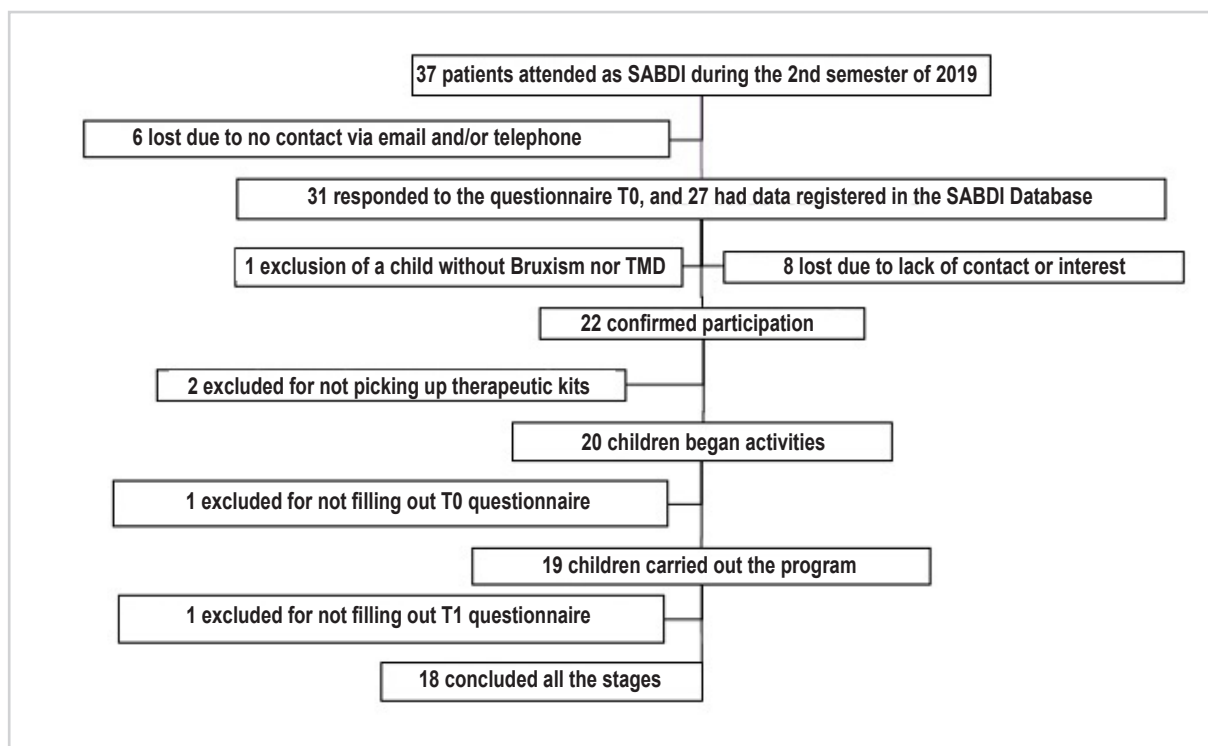 37 patients attended as SABDI during the 2nd semester of 2019
6 lost due to no contact via email and/or telephone
31 responded to the questionnaire T0, and 27 had data registered in the SABDI Database
1 exclusion of a child without Bruxism nor TMD
8 lost due to lack of contact or interest
22 confirmed participation
2 excluded for not picking up therapeutic kits
20 children began activities
1 excluded for not filling out T0 questionnaire
19 children carried out the program
1 excluded for not filling out T1 questionnaire
18 concluded all the stages